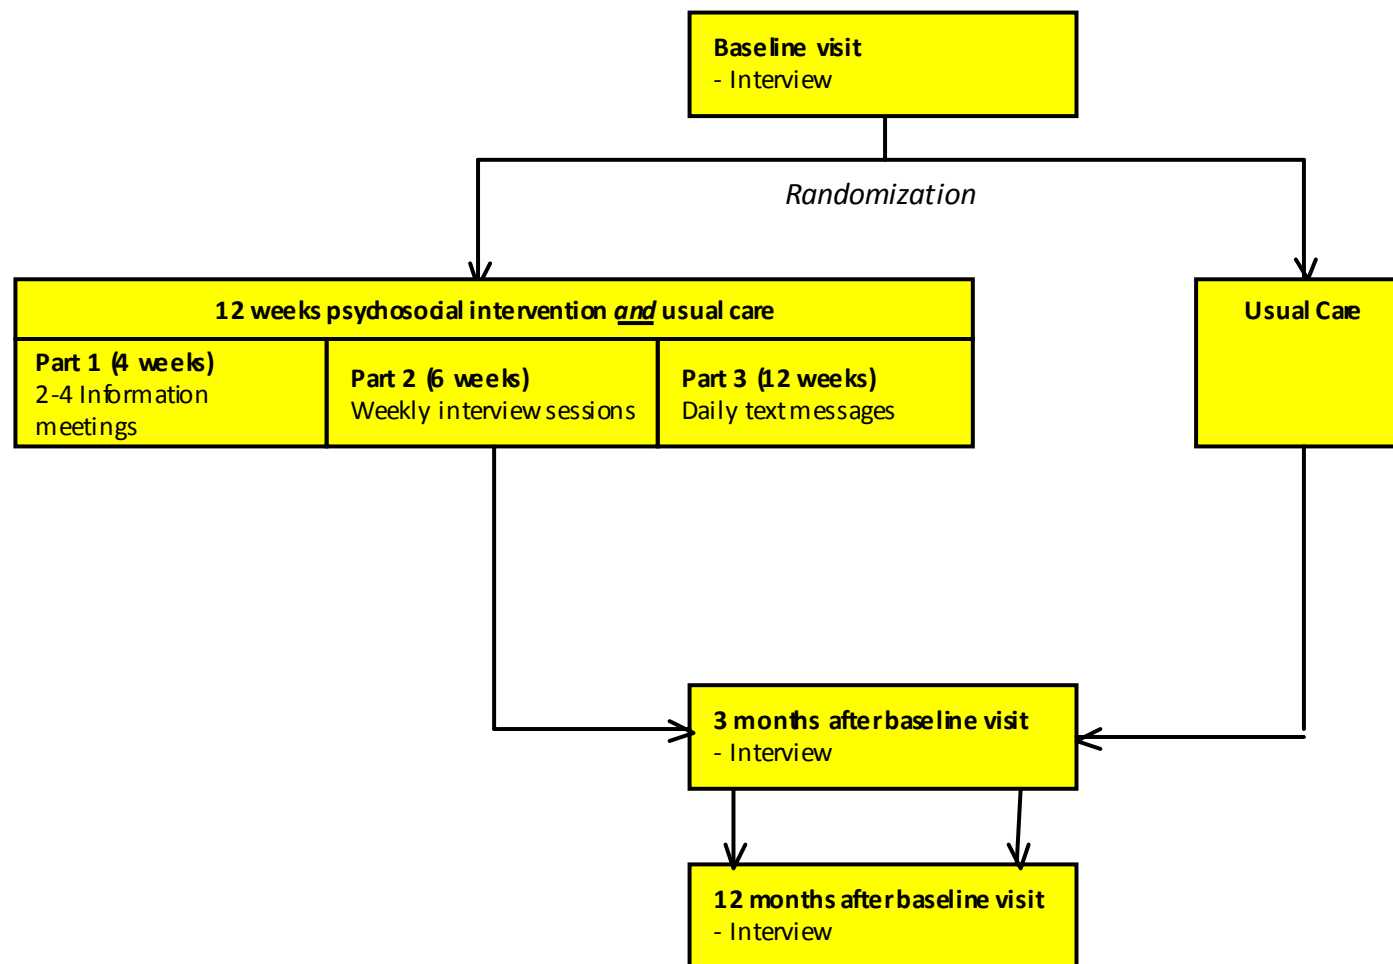 Baseline visit
- Interview
Randomization
12 weeks psychosocial intervention and usual care
Usual Care
Part 1 (4 weeks)
2-4 Information
meetings
Part 2 (6 weeks)
Weekly interview sessions
Part 3 (12 weeks)
Daily text messages
3 months after baseline visit
- Interview
12 months after baseline visit
- Interview